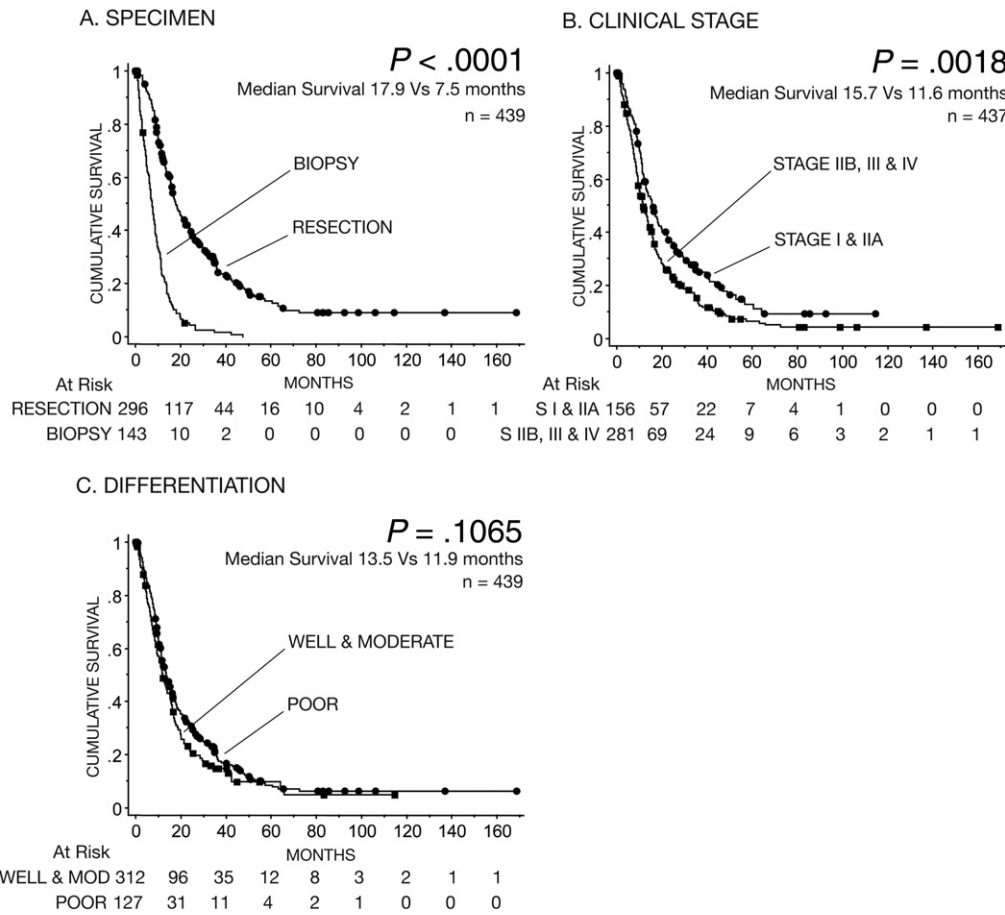 A. SPECIMEN
P < .0001
Median Survival 17.9 Vs 7.5 months
n = 439
CUMULATIVE SURVIVAL
1
.8
.6
.4
.2
0
BIOPSY
RESECTION
0 20 40 60 80 100 120 140 160
MONTHS
At Risk
RESECTION 296 117 44 16 10 4 2 1 1
BIOPSY 143 10 2 0 0 0 0 0 0
B. CLINICAL STAGE
P = .0018
Median Survival 15.7 Vs 11.6 months
n = 437
CUMULATIVE SURVIVAL
1
.8
.6
.4
.2
0
STAGE IIB, III & IV
STAGE I & IIA
0 20 40 60 80 100 120 140 160
MONTHS
At Risk
S I & IIA 156 57 22 7 4 1 0 0 0
S IIB, III & IV 281 69 24 9 6 3 2 1 1
C. DIFFERENTIATION
P = .1065
Median Survival 13.5 Vs 11.9 months
n = 439
CUMULATIVE SURVIVAL
1
.8
.6
.4
.2
0
WELL & MODERATE
POOR
0 20 40 60 80 100 120 140 160
MONTHS
At Risk
WELL & MOD 312 96 35 12 8 3 2 1 1
POOR 127 31 11 4 2 1 0 0 0